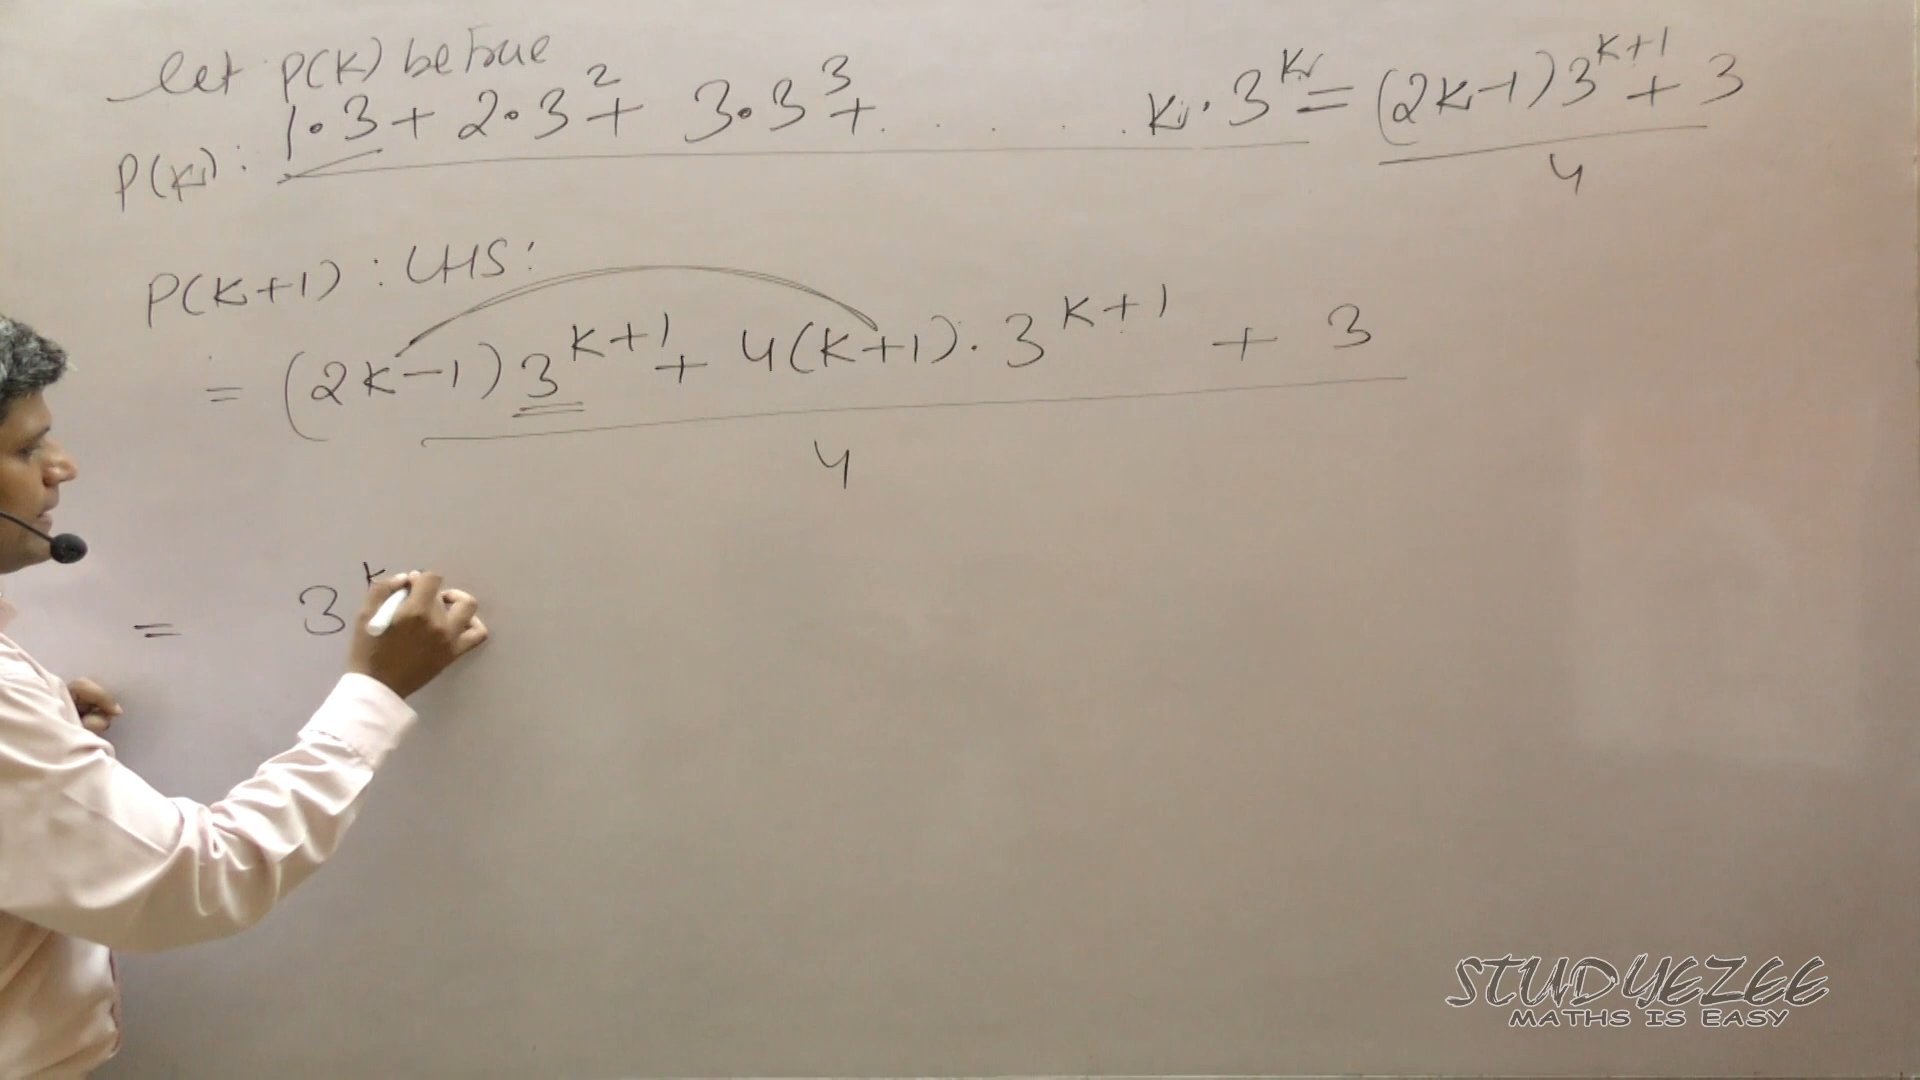 let P(K) be true
P(K): 1·3 + 2·3² + 3·3³ + . . . . . . K·3^K = (2K-1)3^(K+1) + 3
4
P(K+1) : LHS:
= (2K-1)3^(K+1) + 4(K+1)·3^(K+1) + 3
4
= 3^K
STUDYEZEE
MATHS IS EASY